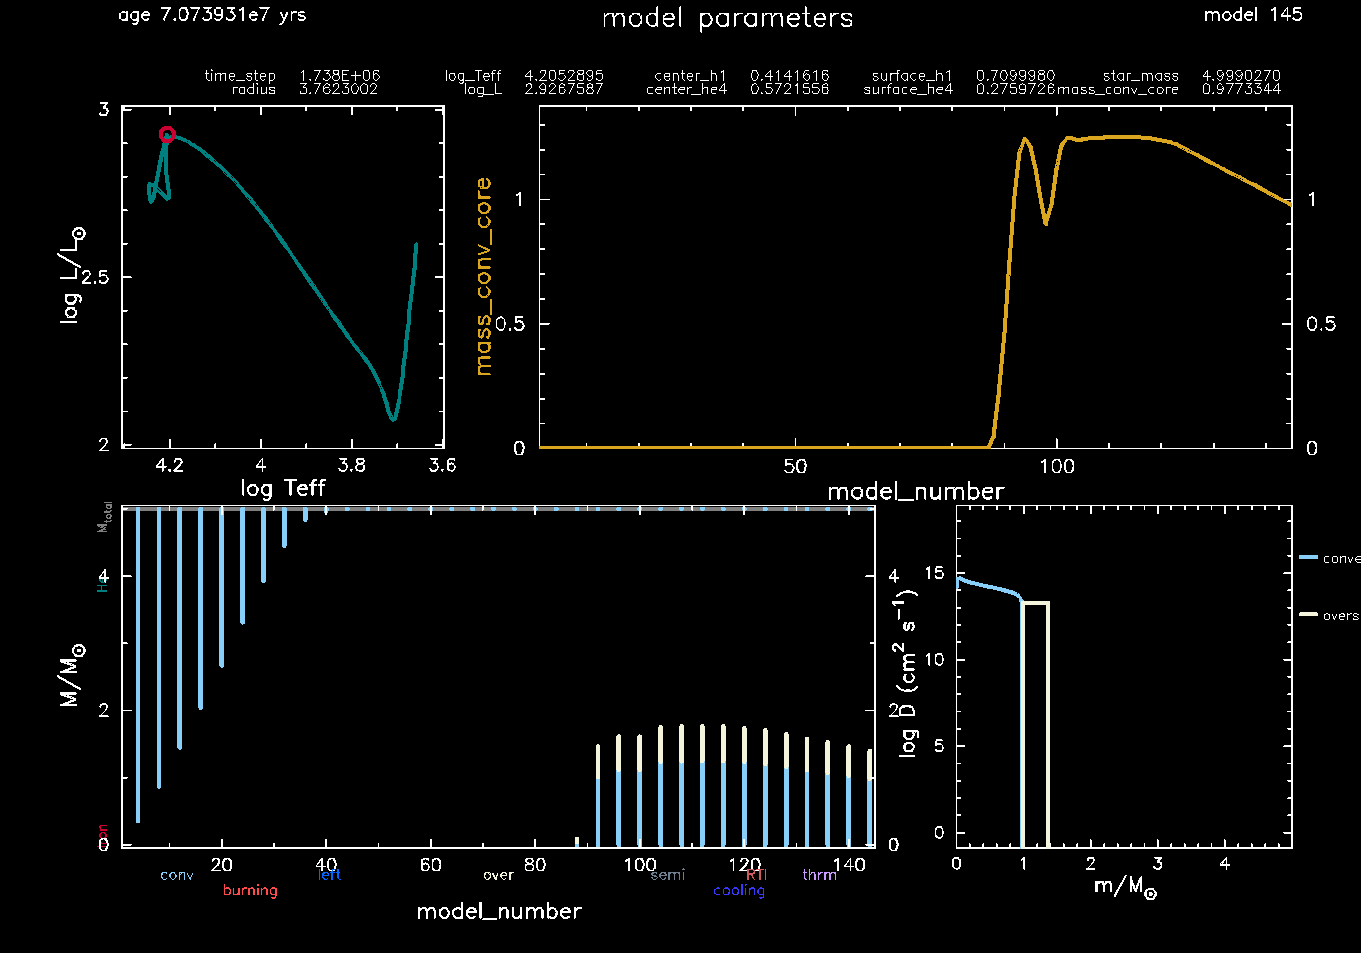 age 7.073931e7 yrs model parameters model 145
time_step 1.738E+06 log_Teff 4.2052895 center_h1 0.4141616 surface_h1 0.7099980 star_mass 4.9990270
radius 3.7623002 log_L 2.9267587 center_he4 0.5721556 surface_he4 0.2759726 mass_conv_core 0.9773344
3
2.5
2
log L/L⊙
4.2 4 3.8 3.6
log Teff
mass_conv_core
1 1
0.5 0.5
0 0
50 100
model_number
Mtotal
He
4 4
2 2
0 0
M/M⊙
20 40 60 80 100 120 140
conv left over semi RTI thrm
burning cooling
model_number
log D (cm² s⁻¹)
15
10
5
0
0 1 2 3 4
m/M⊙
conve
overs